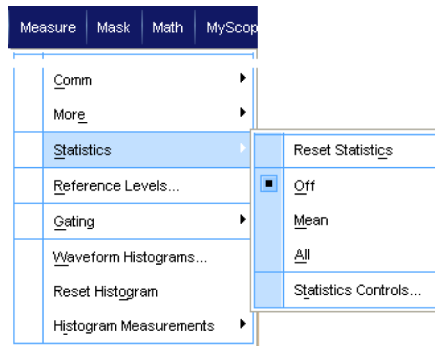 Measure Mask Math MyScop
Comm
More
Statistics
Reset Statistics
Reference Levels...
Off
Gating
Mean
Waveform Histograms...
All
Reset Histogram
Statistics Controls...
Histogram Measurements